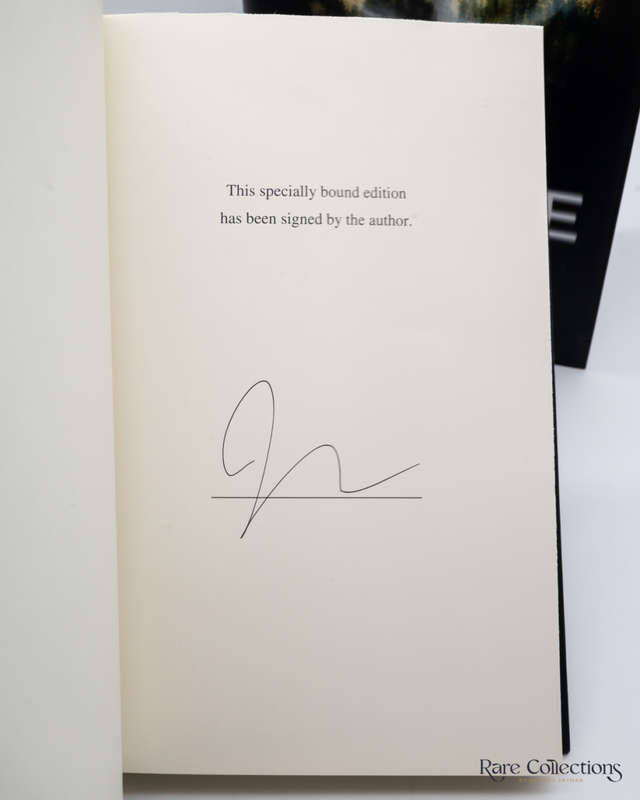 This specially bound edition
has been signed by the author.
E
Rare Collections